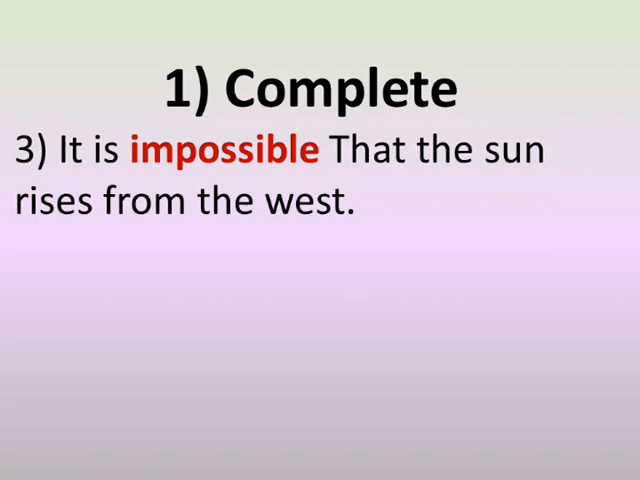 1) Complete
3) It is impossible That the sun
rises from the west.